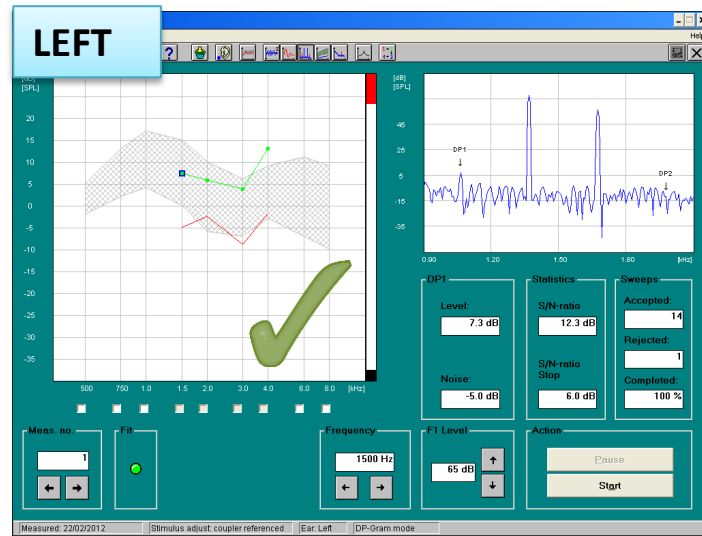 LEFT
Help
[dB]
[SPL]
20
15
10
5
0
-5
-10
-15
-20
-25
-30
-35
500 750 1.0 1.5 2.0 3.0 4.0 6.0 8.0 [kHz]
[dB]
[SPL]
45
25
5
-15
-35
DP1
DP2
0.90 1.20 1.50 1.80 [kHz]
DP1
Level:
7.3 dB
Noise:
-5.0 dB
Statistics
S/N-ratio
12.3 dB
S/N-ratio
Stop
6.0 dB
Sweeps
Accepted:
14
Rejected:
1
Completed:
100 %
Meas. no.
1
Fit
Frequency
1500 Hz
F1 Level
65 dB
Action
Pause
Start
Measured: 22/02/2012 Stimulus adjust: coupler referenced Ear: Left DP-Gram mode